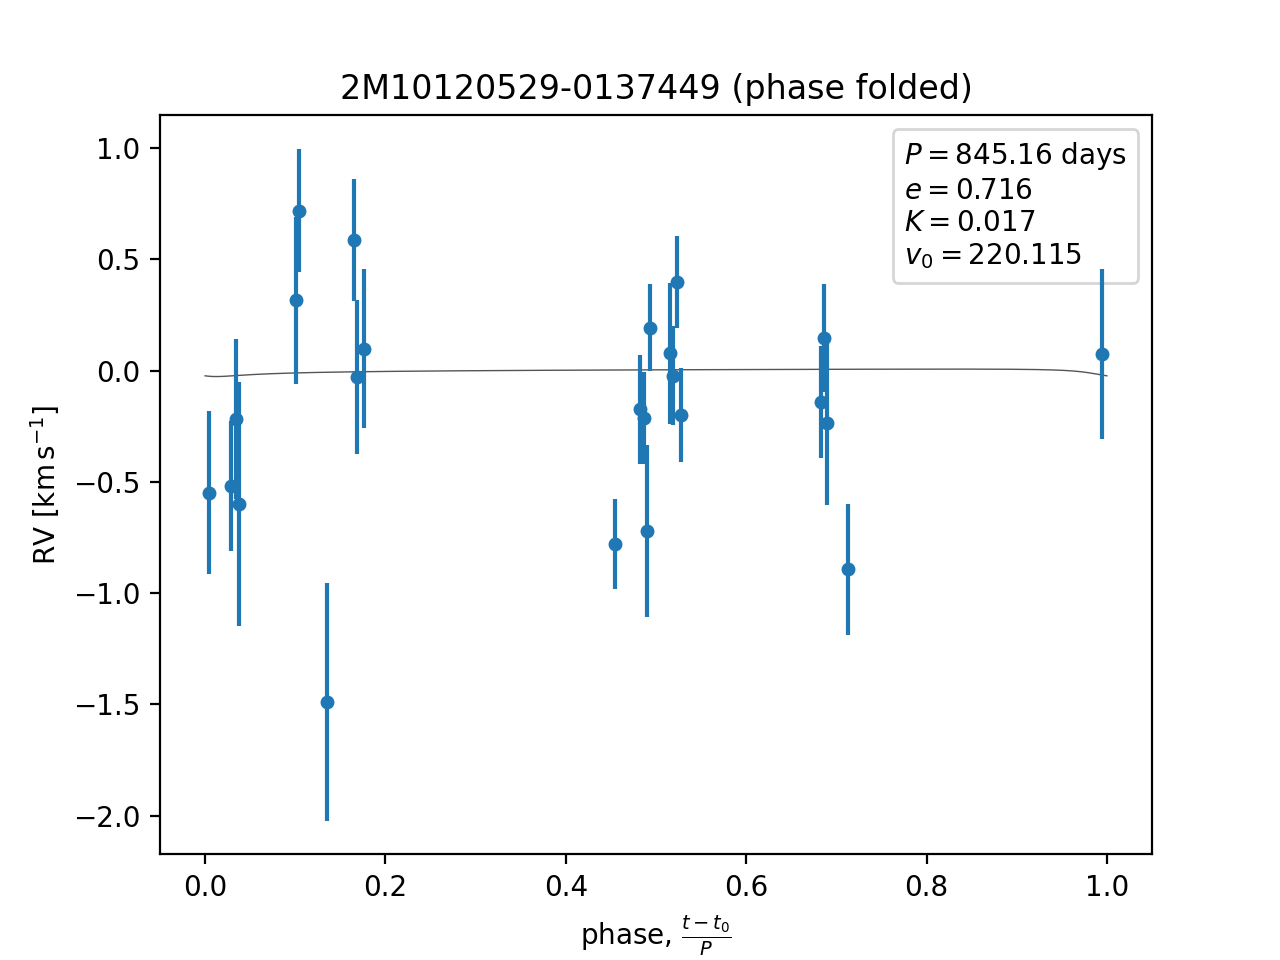 2M10120529-0137449 (phase folded)
P = 845.16 days
e = 0.716
K = 0.017
v₀ = 220.115
1.0
0.5
0.0
−0.5
−1.0
−1.5
−2.0
RV [km s⁻¹]
0.0 0.2 0.4 0.6 0.8 1.0
phase, (t − t₀)/P